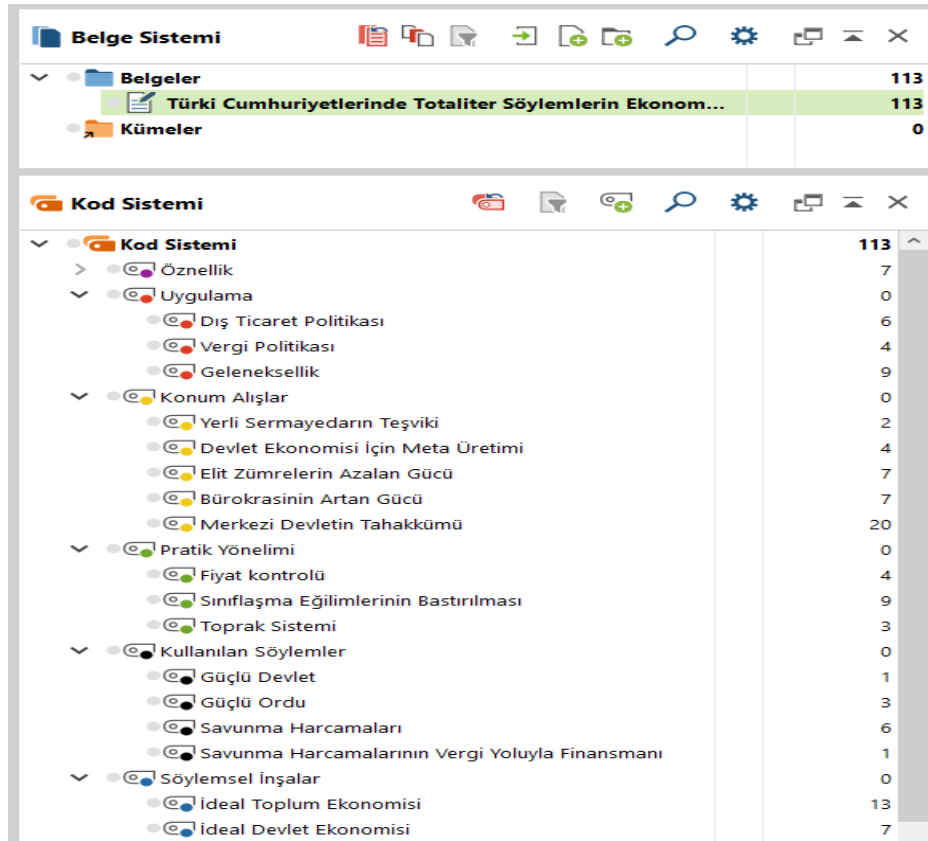 Belge Sistemi
Belgeler 113
Türki Cumhuriyetlerinde Totaliter Söylemlerin Ekonom... 113
Kümeler 0
Kod Sistemi
Kod Sistemi 113
Öznellik 7
Uygulama 0
Dış Ticaret Politikası 6
Vergi Politikası 4
Geleneksellik 9
Konum Alışlar 0
Yerli Sermayedarın Teşviki 2
Devlet Ekonomisi İçin Meta Üretimi 4
Elit Zümrelerin Azalan Gücü 7
Bürokrasinin Artan Gücü 7
Merkezi Devletin Tahakkümü 20
Pratik Yönelimi 0
Fiyat kontrolü 4
Sınıflaşma Eğilimlerinin Bastırılması 9
Toprak Sistemi 3
Kullanılan Söylemler 0
Güçlü Devlet 1
Güçlü Ordu 3
Savunma Harcamaları 6
Savunma Harcamalarının Vergi Yoluyla Finansmanı 1
Söylemsel İnşalar 0
İdeal Toplum Ekonomisi 13
İdeal Devlet Ekonomisi 7